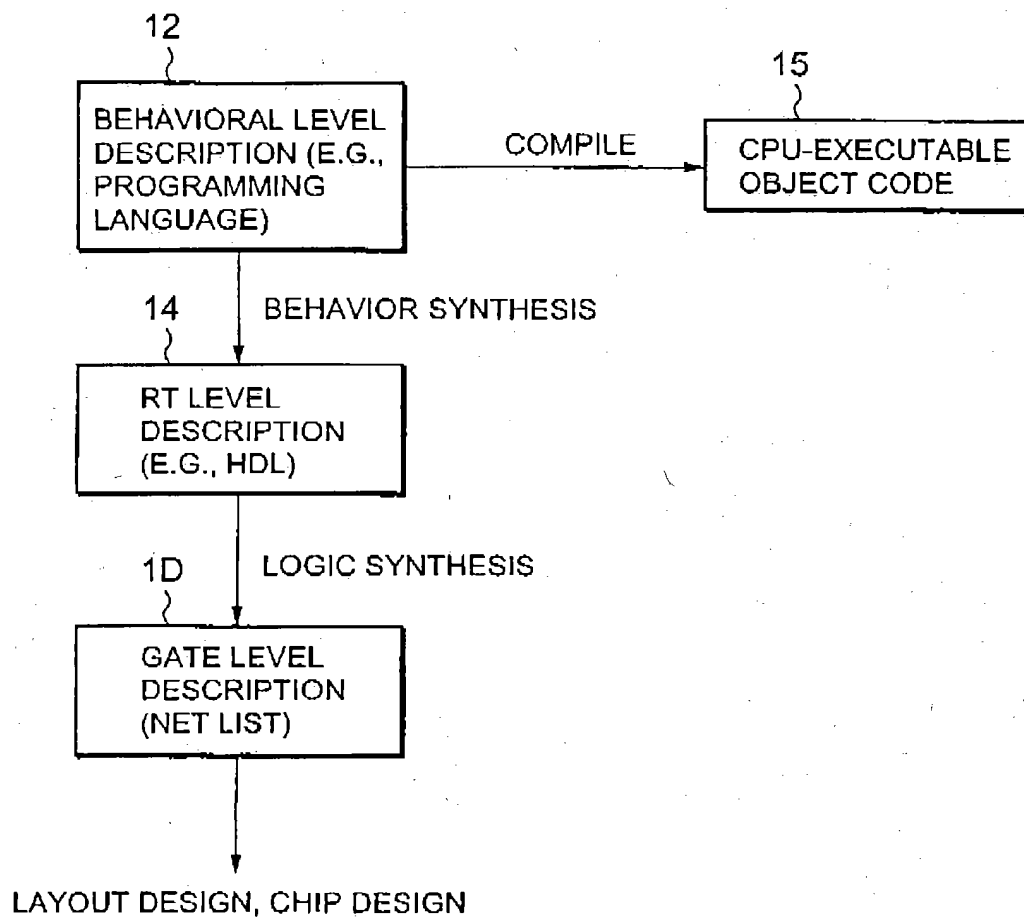 12
BEHAVIORAL LEVEL
DESCRIPTION (E.G.,
PROGRAMMING
LANGUAGE)
COMPILE
15
CPU-EXECUTABLE
OBJECT CODE
BEHAVIOR SYNTHESIS
14
RT LEVEL
DESCRIPTION
(E.G., HDL)
LOGIC SYNTHESIS
1D
GATE LEVEL
DESCRIPTION
(NET LIST)
LAYOUT DESIGN, CHIP DESIGN